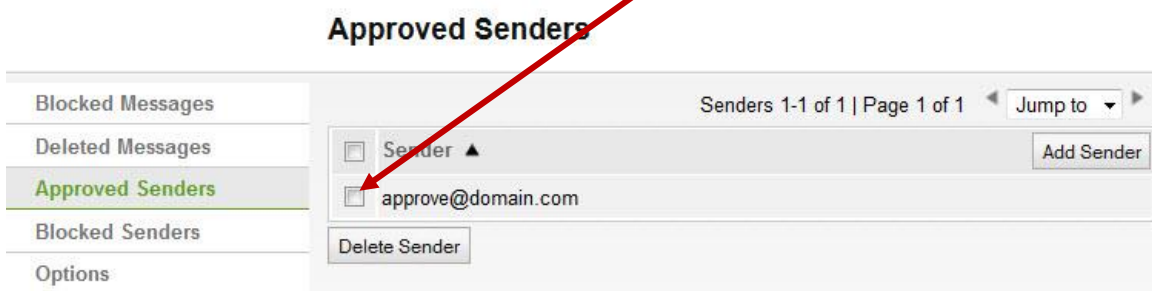 Approved Senders
Blocked Messages
Deleted Messages
Approved Senders
Blocked Senders
Options
Senders 1-1 of 1 | Page 1 of 1 Jump to
Sender Add Sender
approve@domain.com
Delete Sender